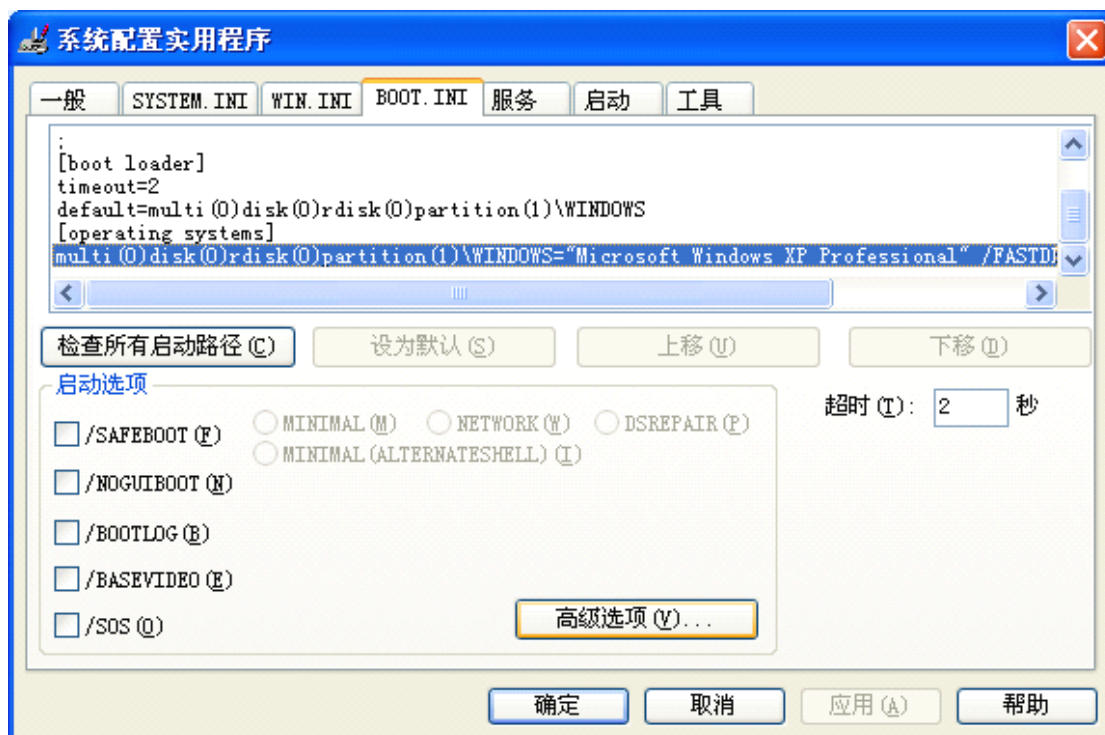 系统配置实用程序
一般 SYSTEM.INI WIN.INI BOOT.INI 服务 启动 工具
;
[boot loader]
timeout=2
default=multi(0)disk(0)rdisk(0)partition(1)\WINDOWS
[operating systems]
multi(0)disk(0)rdisk(0)partition(1)\WINDOWS="Microsoft Windows XP Professional" /FASTDE
检查所有启动路径(C) 设为默认(S) 上移(U) 下移(D)
启动选项
超时(T): 2 秒
/SAFEBOOT(F) MINIMAL(M) NETWORK(W) DSREPAIR(P)
MINIMAL(ALTERNATESHELL)(I)
/NOGUIBOOT(N)
/BOOTLOG(B)
/BASEVIDEO(E)
/SOS(O)
高级选项(V)...
确定 取消 应用(A) 帮助